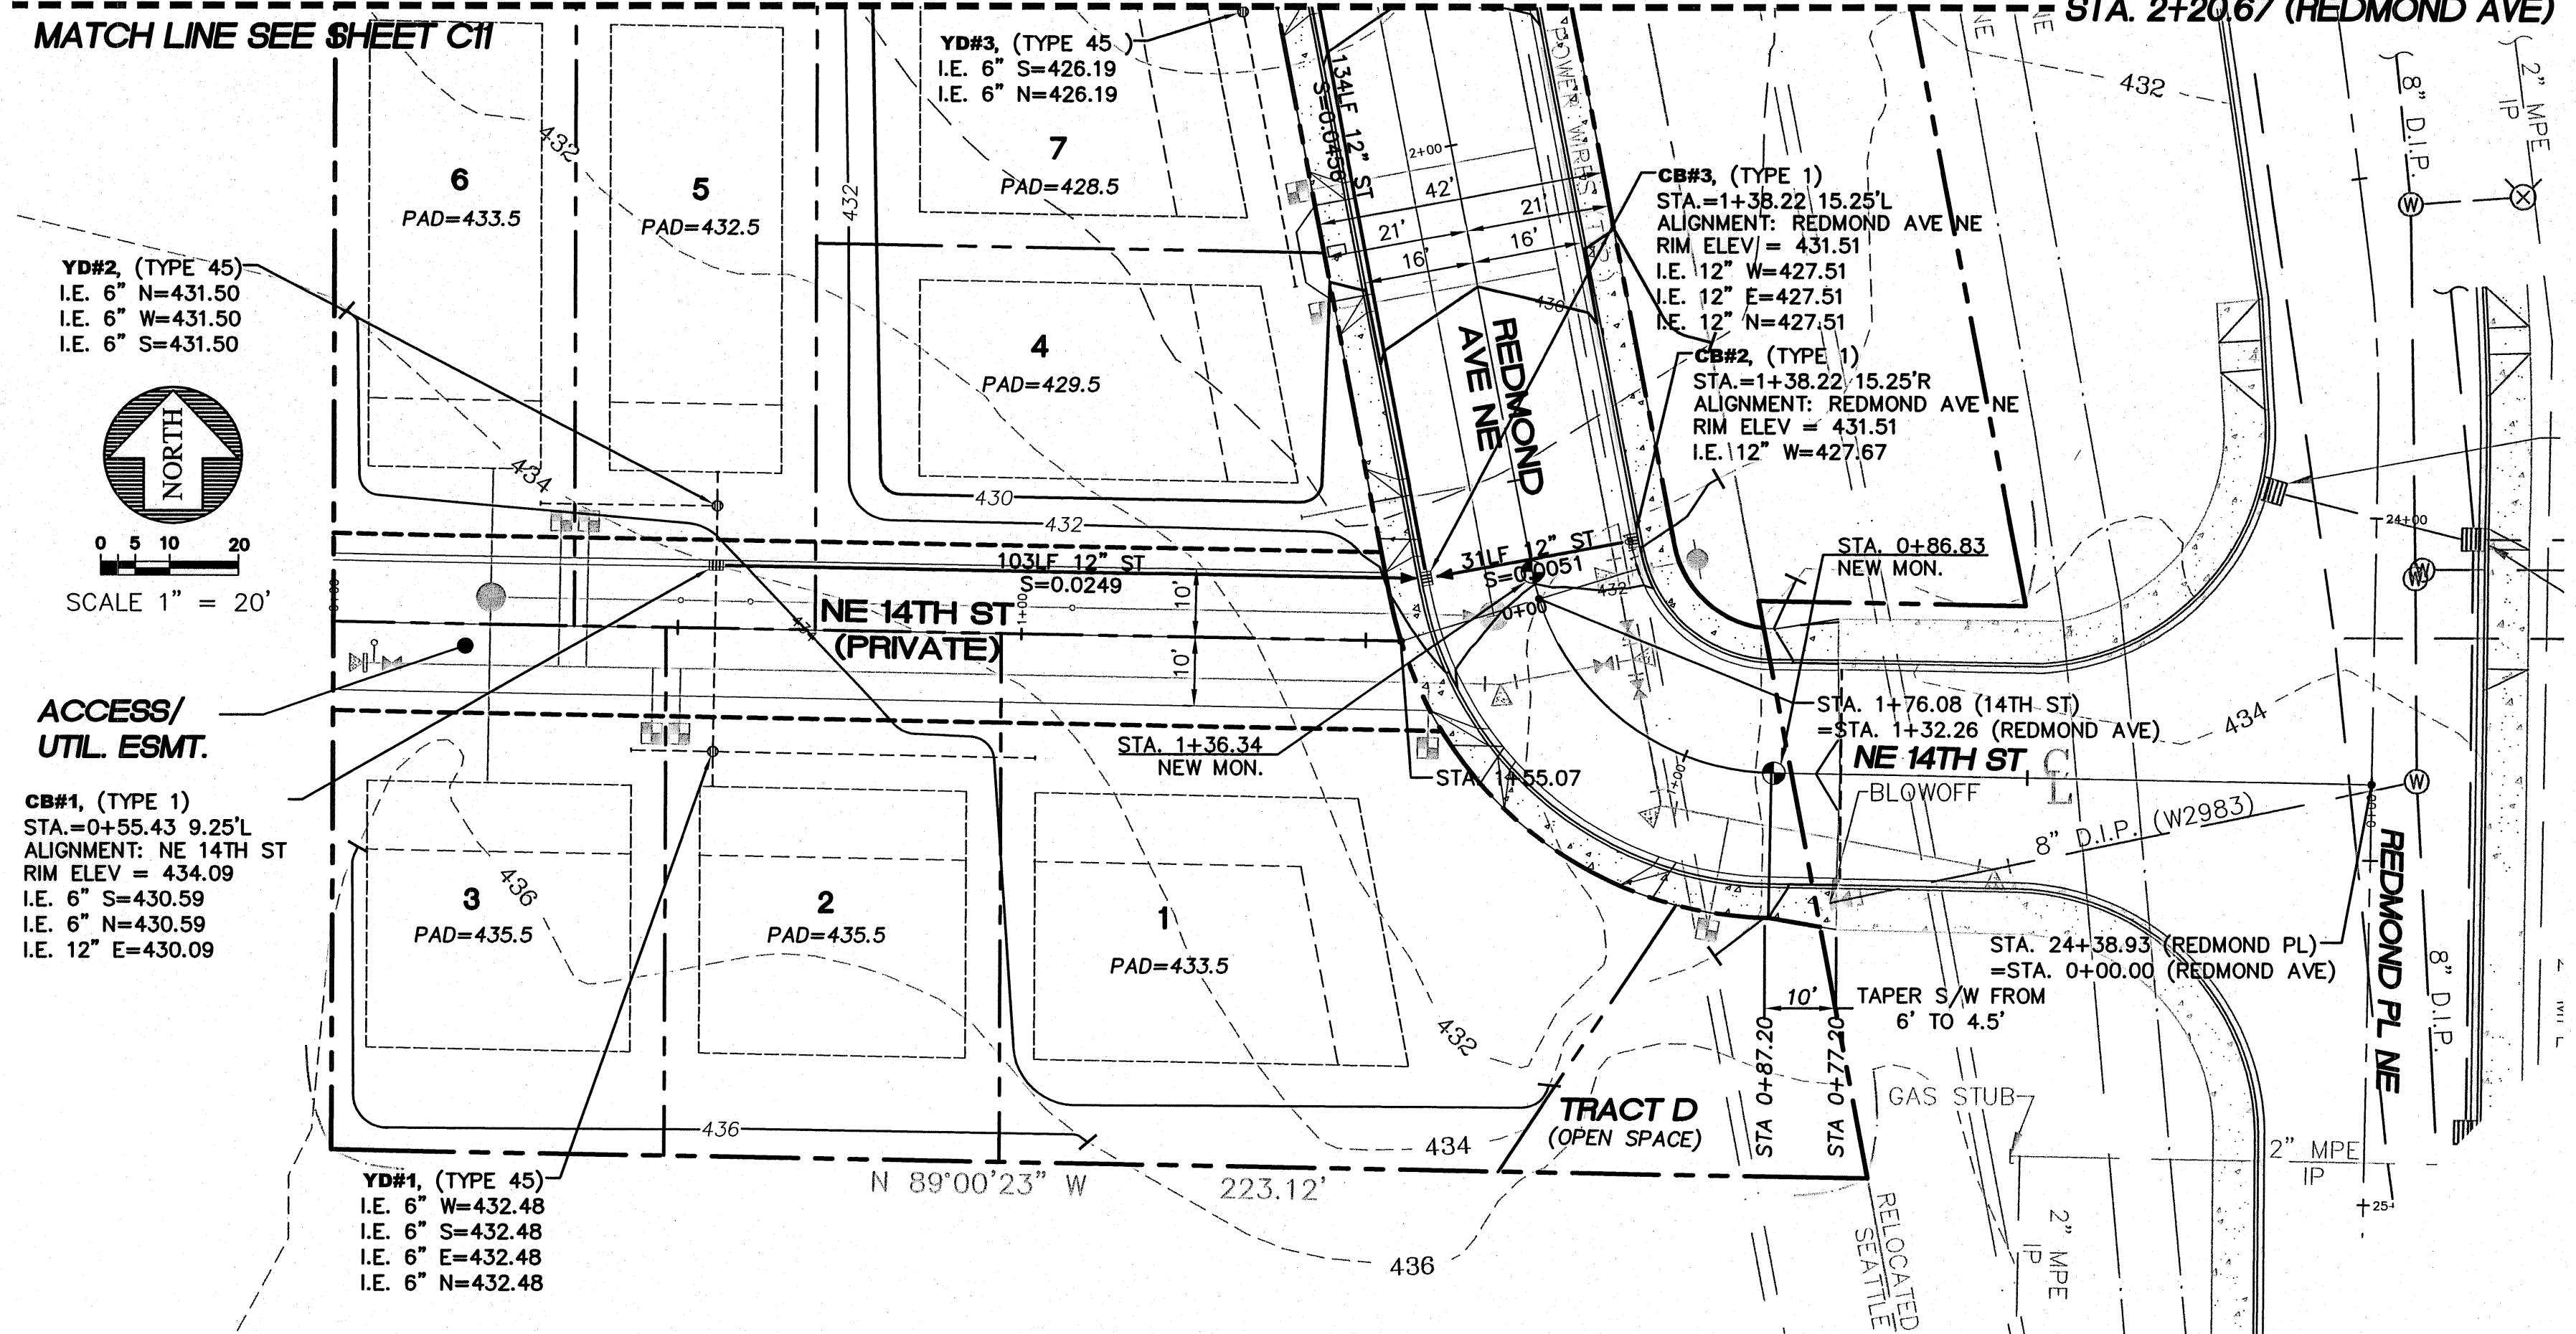 MATCH LINE SEE SHEET C11
STA. 2+20.67 (REDMOND AVE)
YD#3, (TYPE 45 )
I.E. 6" S=426.19
I.E. 6" N=426.19
134LF 12" ST
S=0.0456
POWER WIRES
432
8" D.I.P.
2" MPE
IP
432
432
6
PAD=433.5
5
PAD=432.5
7
PAD=428.5
2+00
42'
21'
21'
16'
16'
CB#3, (TYPE 1)
STA.=1+38.22 15.25'L
ALIGNMENT: REDMOND AVE NE
RIM ELEV = 431.51
I.E. 12" W=427.51
I.E. 12" E=427.51
I.E. 12" N=427.51
YD#2, (TYPE 45)
I.E. 6" N=431.50
I.E. 6" W=431.50
I.E. 6" S=431.50
4
PAD=429.5
430
REDMOND
AVE NE
CB#2, (TYPE 1)
STA.=1+38.22 15.25'R
ALIGNMENT: REDMOND AVE NE
RIM ELEV = 431.51
I.E. 12" W=427.67
NORTH
0 5 10 20
SCALE 1" = 20'
434
430
432
24+00
103LF 12" ST
S=0.0249
31LF 12" ST
S=0.0051
STA. 0+86.83
NEW MON.
432
0+00
10'
10'
1+00
NE 14TH ST
(PRIVATE)
434
ACCESS/
UTIL. ESMT.
STA. 1+36.34
NEW MON.
STA. 1+55.07
STA. 1+76.08 (14TH ST)
=STA. 1+32.26 (REDMOND AVE)
434
NE 14TH ST
CL
BLOWOFF
1+00
8" D.I.P. (W2983)
W
W
W
W
CB#1, (TYPE 1)
STA.=0+55.43 9.25'L
ALIGNMENT: NE 14TH ST
RIM ELEV = 434.09
I.E. 6" S=430.59
I.E. 6" N=430.59
I.E. 12" E=430.09
436
3
PAD=435.5
2
PAD=435.5
1
PAD=433.5
432
REDMOND PL NE
STA. 24+38.93 (REDMOND PL)
=STA. 0+00.00 (REDMOND AVE)
8" D.I.P.
10'
TAPER S/W FROM
6' TO 4.5'
STA 0+87.20
STA 0+77.20
TRACT D
(OPEN SPACE)
GAS STUB
436
434
2" MPE
IP
N 89°00'23" W 223.12'
25
YD#1, (TYPE 45)
I.E. 6" W=432.48
I.E. 6" S=432.48
I.E. 6" E=432.48
I.E. 6" N=432.48
436
RELOCATED
SEATTLE
2" MPE
IP